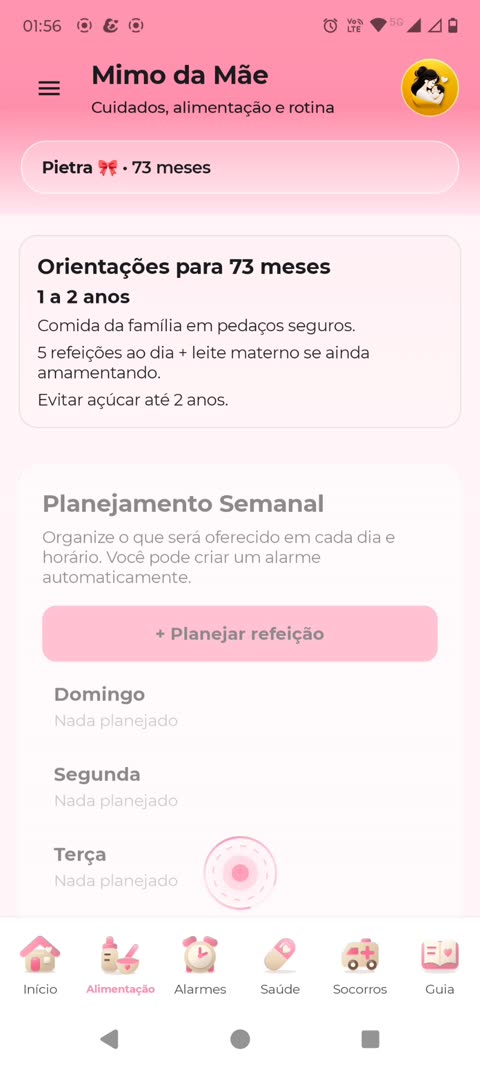 01:56
Vo))
LTE
5G
Mimo da Mãe
Cuidados, alimentação e rotina
Pietra 🎀 • 73 meses
Orientações para 73 meses
1 a 2 anos
Comida da família em pedaços seguros.
5 refeições ao dia + leite materno se ainda
amamentando.
Evitar açúcar até 2 anos.
Planejamento Semanal
Organize o que será oferecido em cada dia e
horário. Você pode criar um alarme
automaticamente.
+ Planejar refeição
Domingo
Nada planejado
Segunda
Nada planejado
Terça
Nada planejado
Início
Alimentação
Alarmes
Saúde
Socorros
Guia